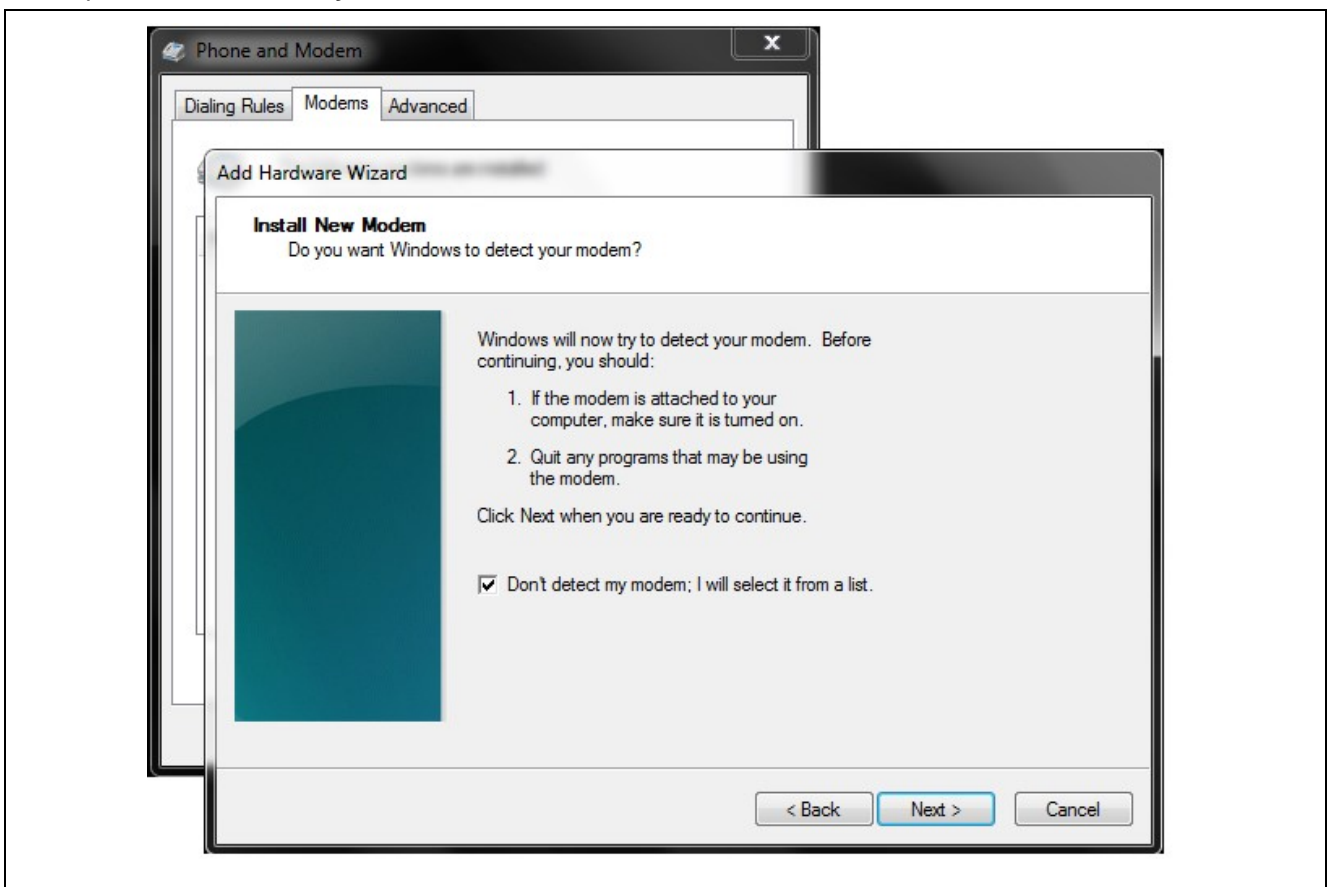 Phone and Modem
x
Dialing Rules Modems Advanced
Add Hardware Wizard
Install New Modem
Do you want Windows to detect your modem?
Windows will now try to detect your modem. Before
continuing, you should:
1. If the modem is attached to your
computer, make sure it is turned on.
2. Quit any programs that may be using
the modem.
Click Next when you are ready to continue.
Don't detect my modem; I will select it from a list.
< Back Next > Cancel